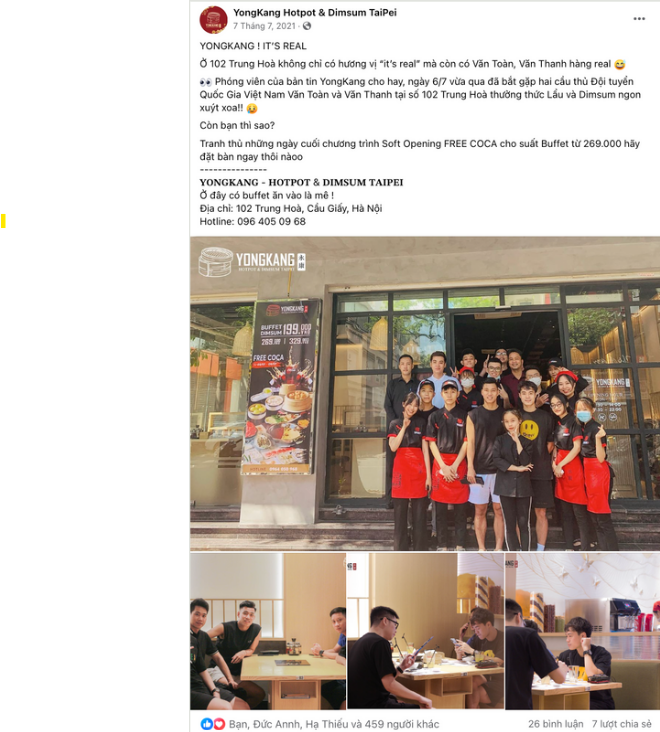 YongKang Hotpot & Dimsum TaiPei
7 Tháng 7, 2021 ·
YONGKANG ! IT'S REAL
Ở 102 Trung Hoà không chỉ có hương vị "it's real" mà còn có Văn Toàn, Văn Thanh hàng real 😅
👀 Phóng viên của bản tin YongKang cho hay, ngày 6/7 vừa qua đã bắt gặp hai cầu thủ Đội tuyển
Quốc Gia Việt Nam Văn Toàn và Văn Thanh tại số 102 Trung Hoà thưởng thức Lẩu và Dimsum ngon
xuýt xoa!! 🥲
Còn bạn thì sao?
Tranh thủ những ngày cuối chương trình Soft Opening FREE COCA cho suất Buffet từ 269.000 hãy
đặt bàn ngay thôi nàoo
---------------
YONGKANG - HOTPOT & DIMSUM TAIPEI
Ở đây có buffet ăn vào là mê !
Địa chỉ: 102 Trung Hoà, Cầu Giấy, Hà Nội
Hotline: 096 405 09 68
YONGKANG
HOTPOT & DIMSUM TAIPEI
YONGKANG
BUFFET
DIMSUM
199.000
269.000 | 329.000
FREE COCA
YONGKANG
Bạn, Đức Annh, Hạ Thiếu và 459 người khác
26 bình luận 7 lượt chia sẻ